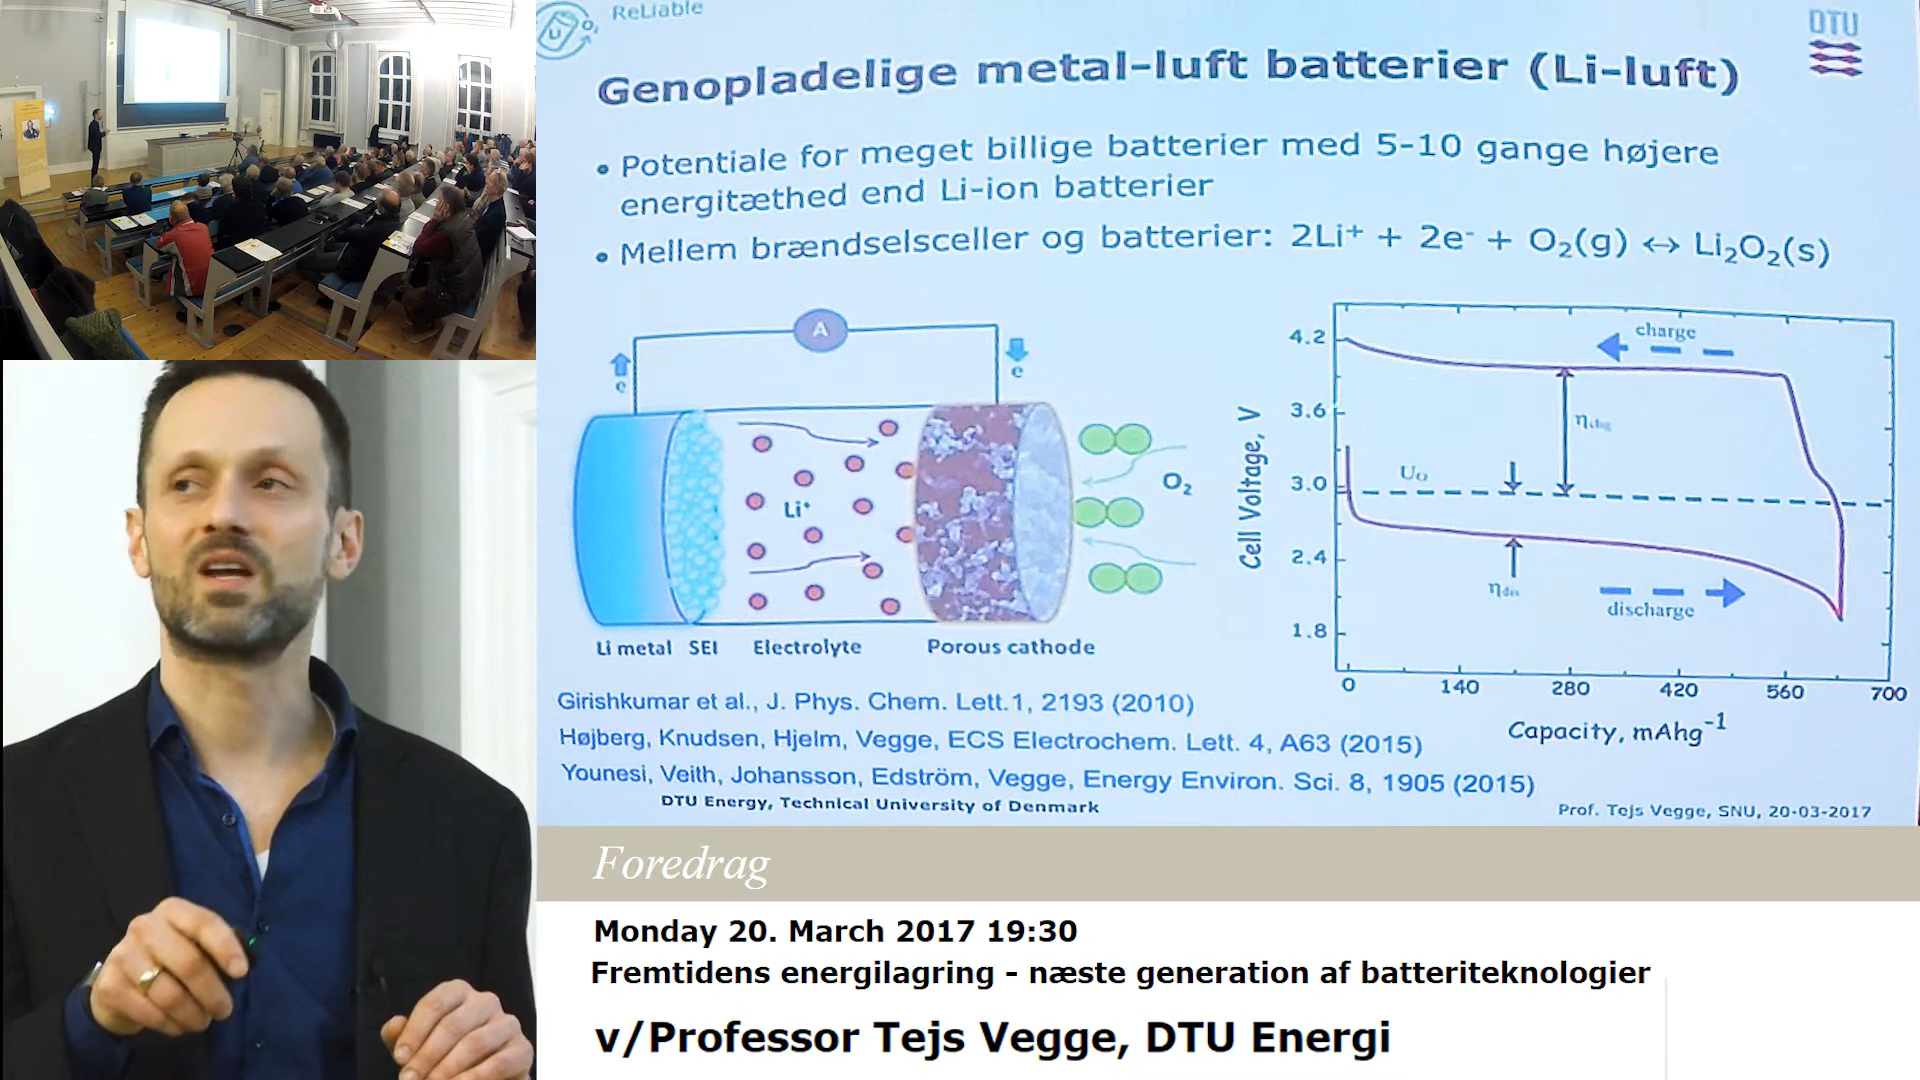 ReLiable
DTU
Genopladelige metal-luft batterier (Li-luft)
• Potentiale for meget billige batterier med 5-10 gange højere
energitæthed end Li-ion batterier
• Mellem brændselsceller og batterier: 2Li⁺ + 2e⁻ + O₂(g) ↔ Li₂O₂(s)
A
e
e
Li⁺
O₂
Li metal SEI Electrolyte Porous cathode
Cell Voltage, V
4.2
3.6
3.0
2.4
1.8
charge
U₀
discharge
0 140 280 420 560 700
Capacity, mAhg⁻¹
Girishkumar et al., J. Phys. Chem. Lett.1, 2193 (2010)
Højberg, Knudsen, Hjelm, Vegge, ECS Electrochem. Lett. 4, A63 (2015)
Younesi, Veith, Johansson, Edström, Vegge, Energy Environ. Sci. 8, 1905 (2015)
DTU Energy, Technical University of Denmark
Prof. Tejs Vegge, SNU, 20-03-2017
Foredrag
Monday 20. March 2017 19:30
Fremtidens energilagring - næste generation af batteriteknologier
v/Professor Tejs Vegge, DTU Energi